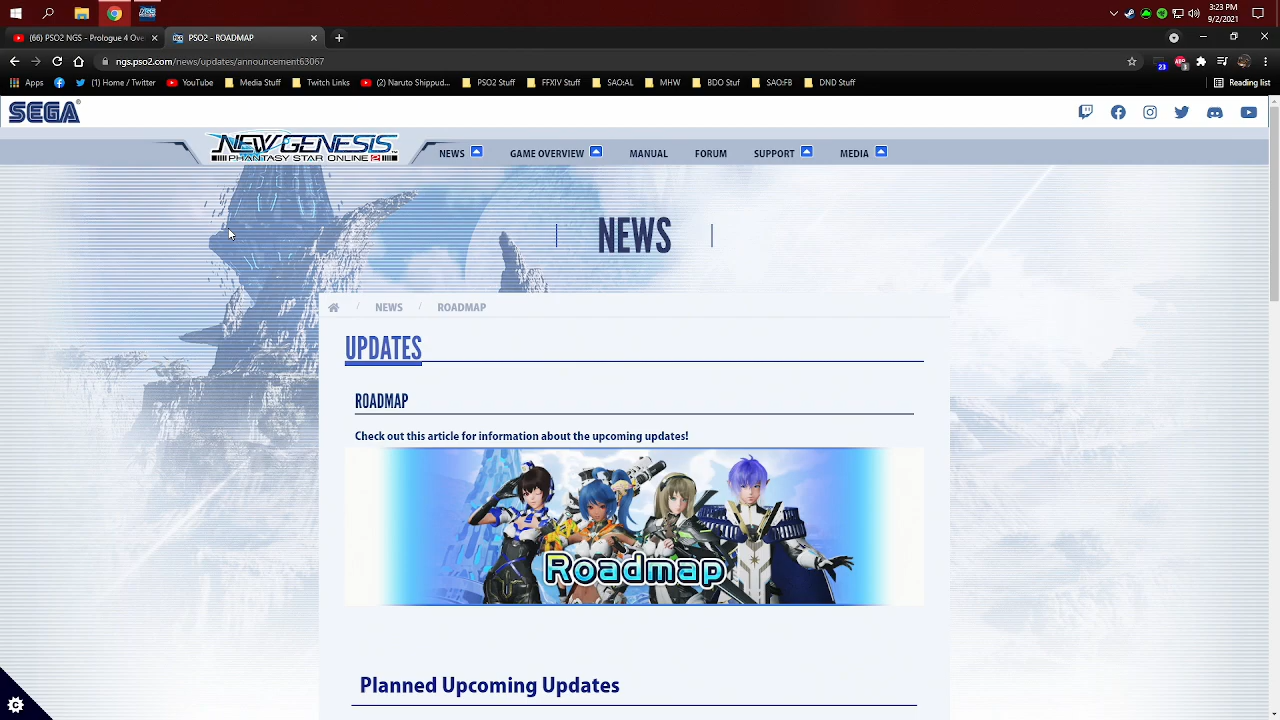 3:23 PM
9/2/2021
(66) PSO2 NGS - Prologue 4 Ove
PSO2 - ROADMAP
ngs.pso2.com/news/updates/announcement63067
Apps
(1) Home / Twitter
YouTube
Media Stuff
Twitch Links
(2) Naruto Shippud...
PSO2 Stuff
FFXIV Stuff
SAO:AL
MHW
BDO Stuff
SAO:FB
DND Stuff
Reading list
SEGA
NEW GENESIS
PHANTASY STAR ONLINE 2
NEWS
GAME OVERVIEW
MANUAL
FORUM
SUPPORT
MEDIA
NEWS
NEWS / ROADMAP
UPDATES
ROADMAP
Check out this article for information about the upcoming updates!
Roadmap
Planned Upcoming Updates